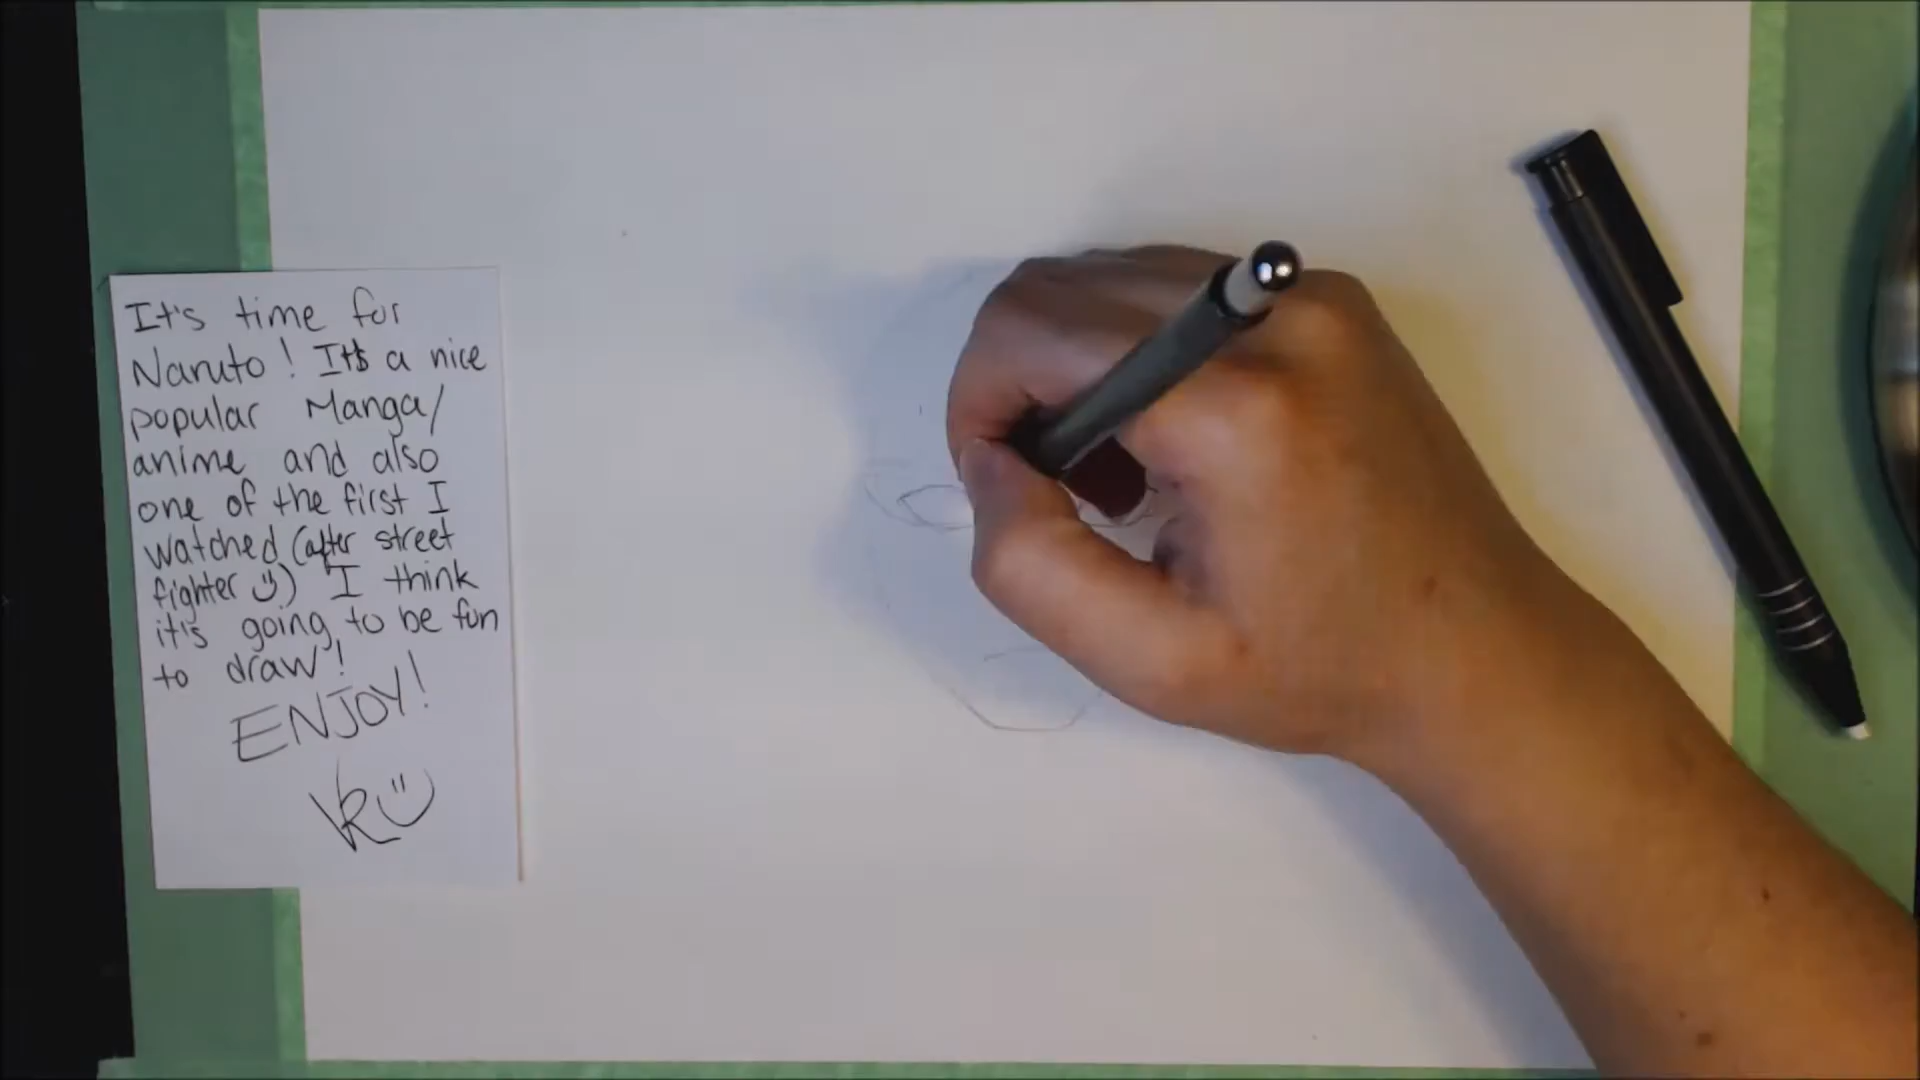 It's time for
Naruto! It's a nice
popular Manga/
anime and also
one of the first I
watched (after street
fighter :)) I think
it's going to be fun
to draw!
ENJOY!